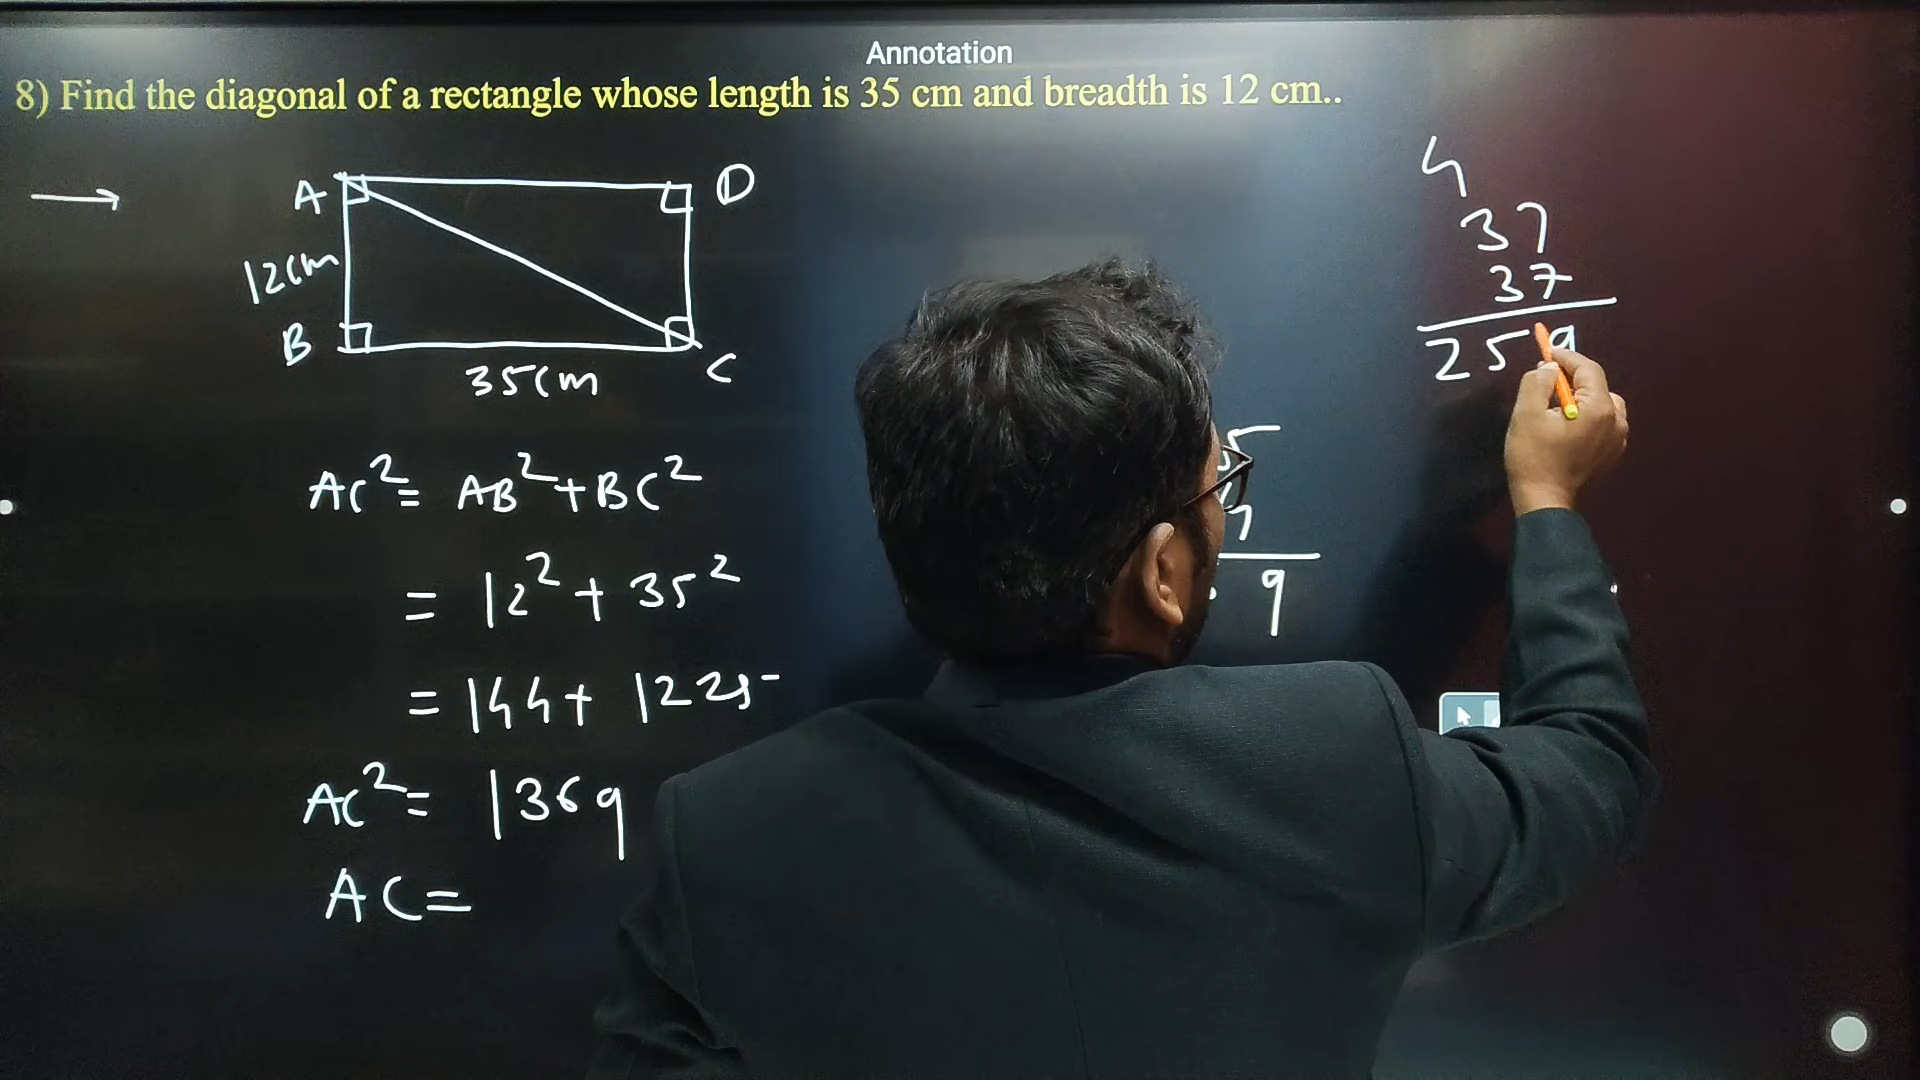 Annotation
8) Find the diagonal of a rectangle whose length is 35 cm and breadth is 12 cm..
A D
12cm
B C
35cm
AC² = AB² + BC²
= 12² + 35²
= 144 + 1225
AC² = 1369
AC =
4
37
37
259
5
9